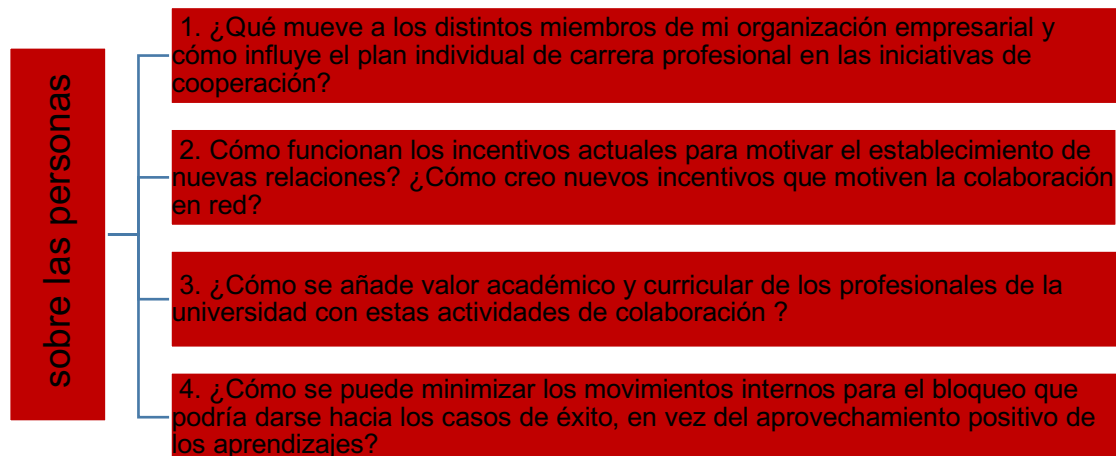 sobre las personas
1. ¿Qué mueve a los distintos miembros de mi organización empresarial y
cómo influye el plan individual de carrera profesional en las iniciativas de
cooperación?
2. Cómo funcionan los incentivos actuales para motivar el establecimiento de
nuevas relaciones? ¿Cómo creo nuevos incentivos que motiven la colaboración
en red?
3. ¿Cómo se añade valor académico y curricular de los profesionales de la
universidad con estas actividades de colaboración ?
4. ¿Cómo se puede minimizar los movimientos internos para el bloqueo que
podría darse hacia los casos de éxito, en vez del aprovechamiento positivo de
los aprendizajes?